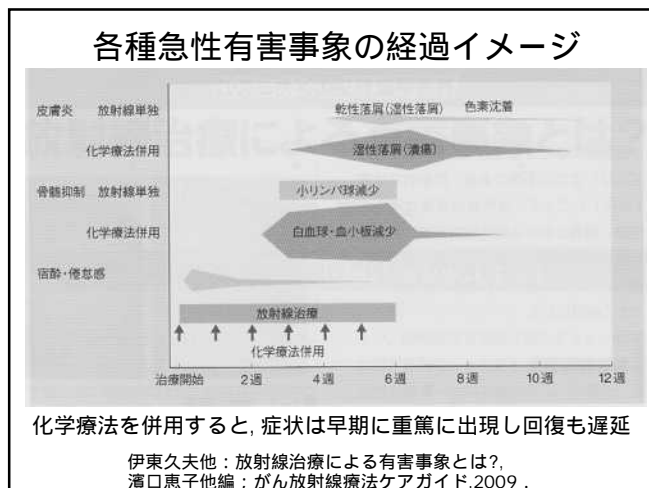 各種急性有害事象の経過イメージ
皮膚炎 放射線単独 乾性落屑(湿性落屑) 色素沈着
化学療法併用 湿性落屑(潰瘍)
骨髄抑制 放射線単独 小リンパ球減少
化学療法併用 白血球・血小板減少
宿酔・倦怠感
放射線治療
化学療法併用
治療開始 2週 4週 6週 8週 10週 12週
化学療法を併用すると, 症状は早期に重篤に出現し回復も遅延
伊東久夫他：放射線治療による有害事象とは?,
濱口恵子他編：がん放射線療法ケアガイド,2009．